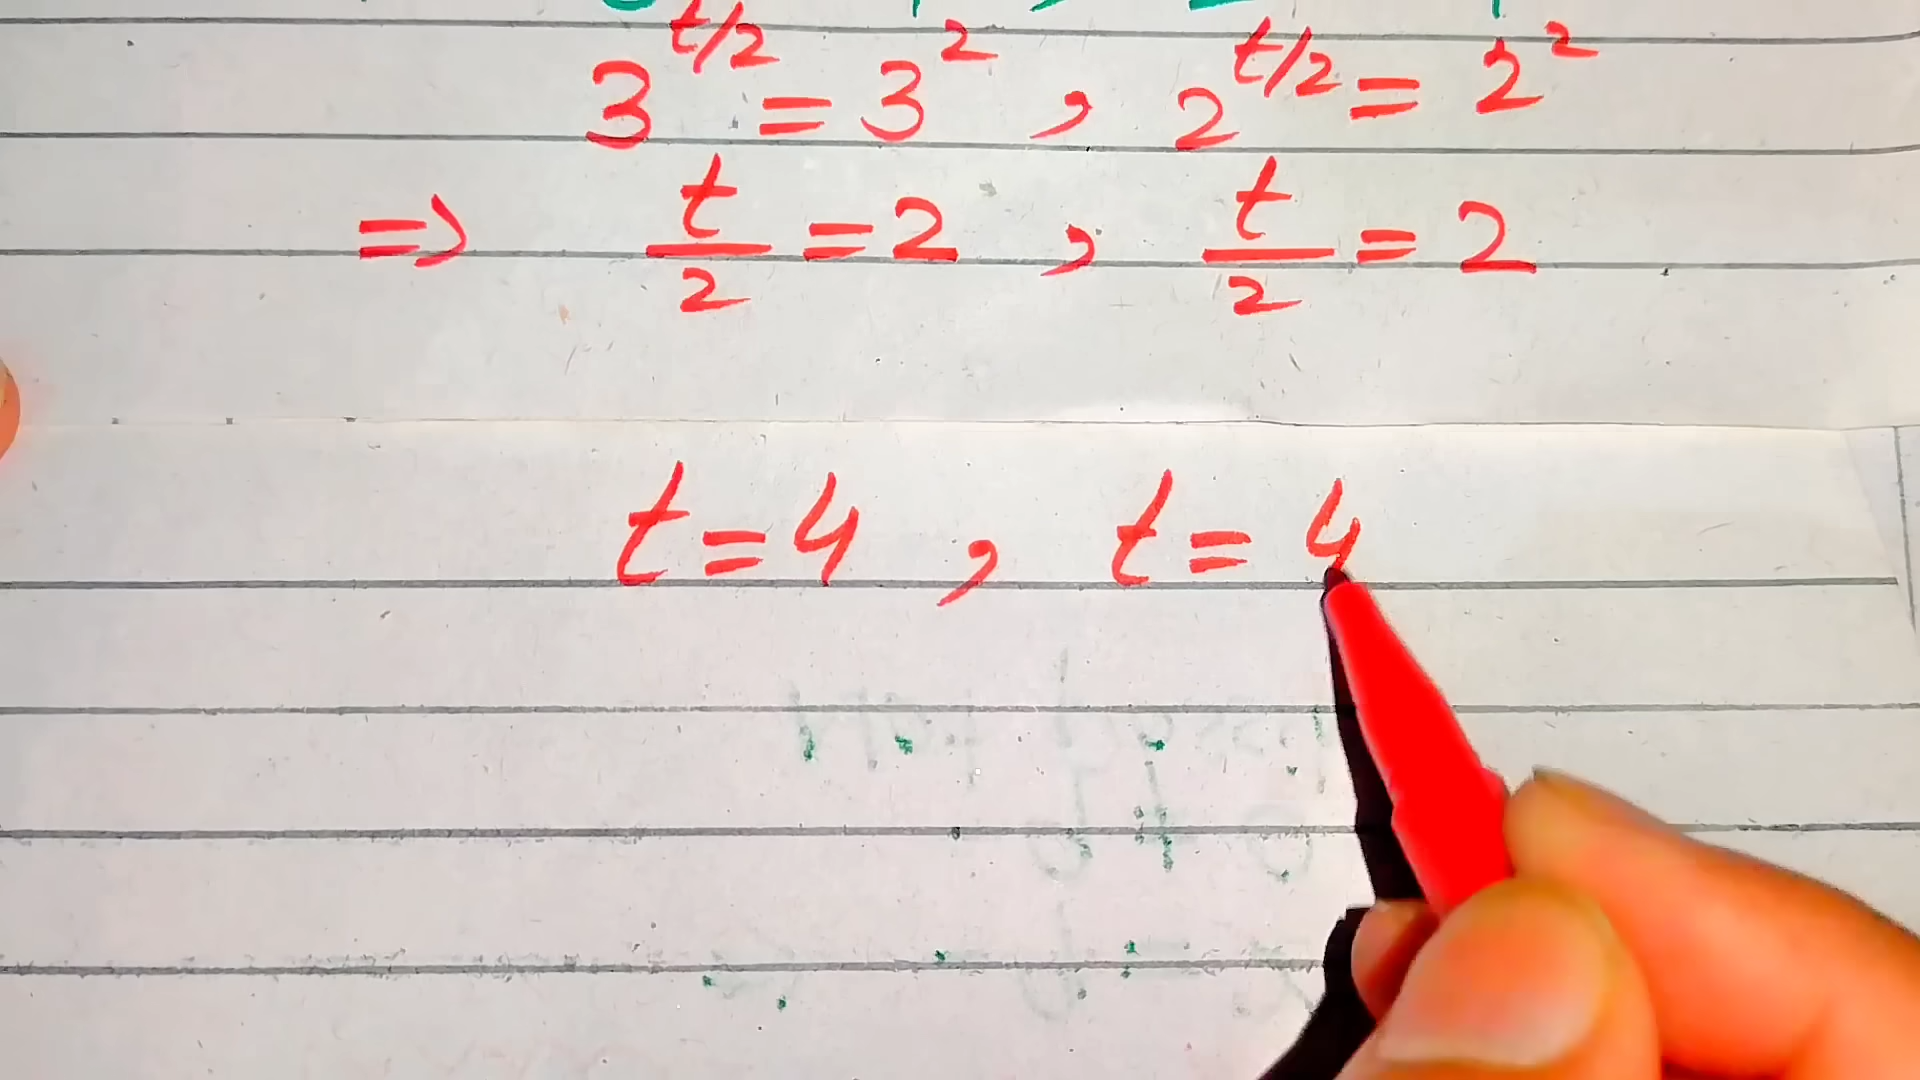 3^{t/2} = 3^2 , 2^{t/2} = 2^2
=> t/2 = 2 , t/2 = 2
t = 4 , t = 4